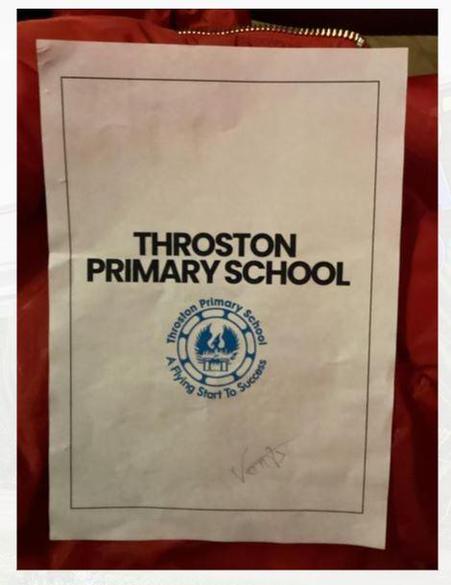 THROSTON
PRIMARY SCHOOL
Throston Primary School
A Flying Start To Success